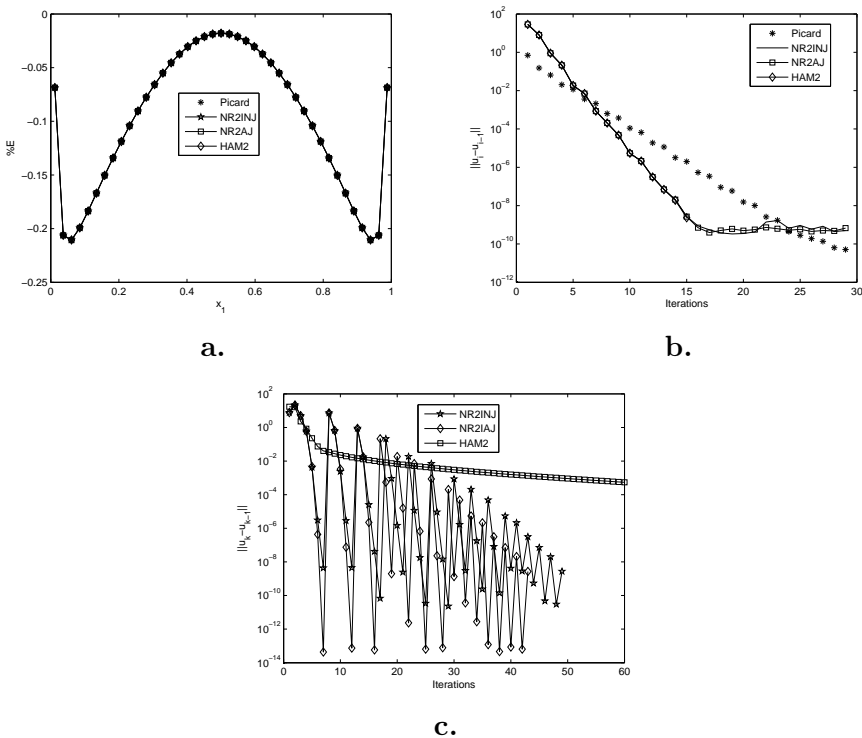 0
−0.05
−0.1
−0.15
−0.2
−0.25
%E
0 0.2 0.4 0.6 0.8 1
x_1
Picard
NR2INJ
NR2AJ
HAM2
a.
10^2
10^0
10^−2
10^−4
10^−6
10^−8
10^−10
10^−12
||u_i−u_{i−1}||
0 5 10 15 20 25 30
Iterations
Picard
NR2INJ
NR2AJ
HAM2
b.
10^2
10^0
10^−2
10^−4
10^−6
10^−8
10^−10
10^−12
10^−14
||u_k−u_{k−1}||
0 10 20 30 40 50 60
Iterations
NR2INJ
NR2IAJ
HAM2
c.